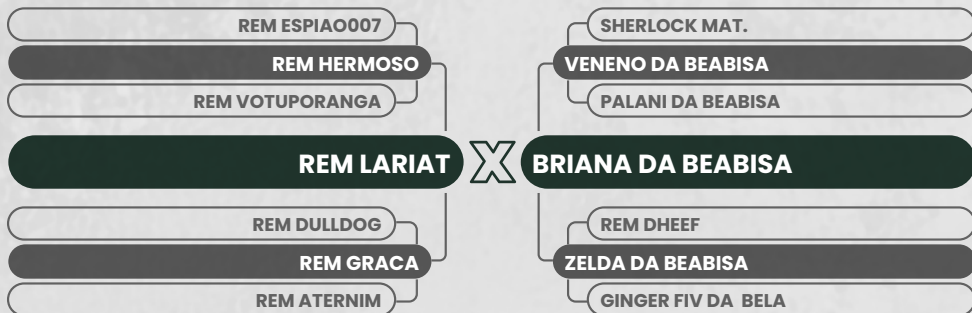 REM ESPIAO007
REM HERMOSO
REM VOTUPORANGA
REM LARIAT X BRIANA DA BEABISA
REM DULLDOG
REM GRACA
REM ATERNIM
SHERLOCK MAT.
VENENO DA BEABISA
PALANI DA BEABISA
REM DHEEF
ZELDA DA BEABISA
GINGER FIV DA BELA